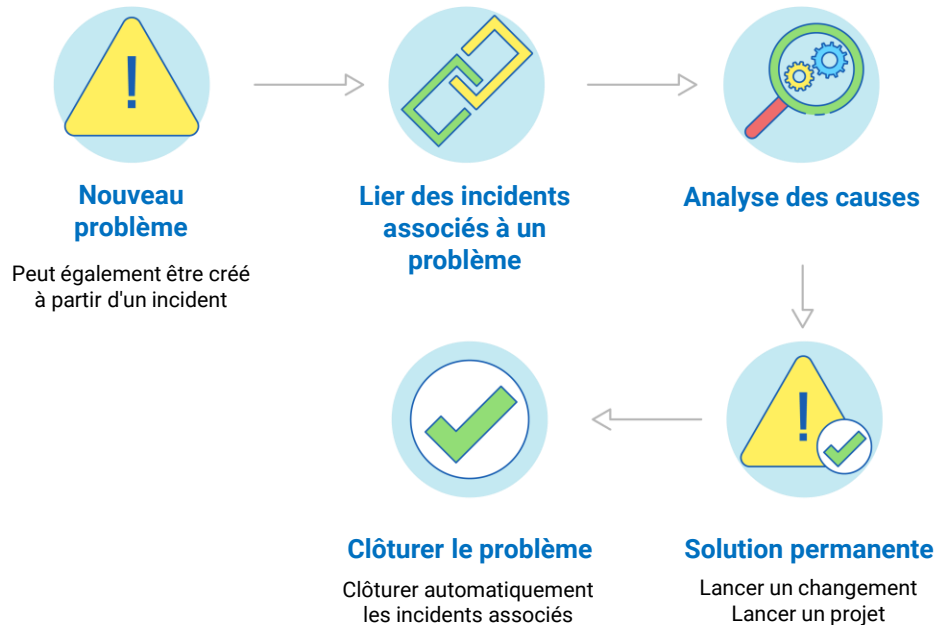 Nouveau
problème
Peut également être créé
à partir d'un incident
Lier des incidents
associés à un
problème
Analyse des causes
Solution permanente
Lancer un changement
Lancer un projet
Clôturer le problème
Clôturer automatiquement
les incidents associés